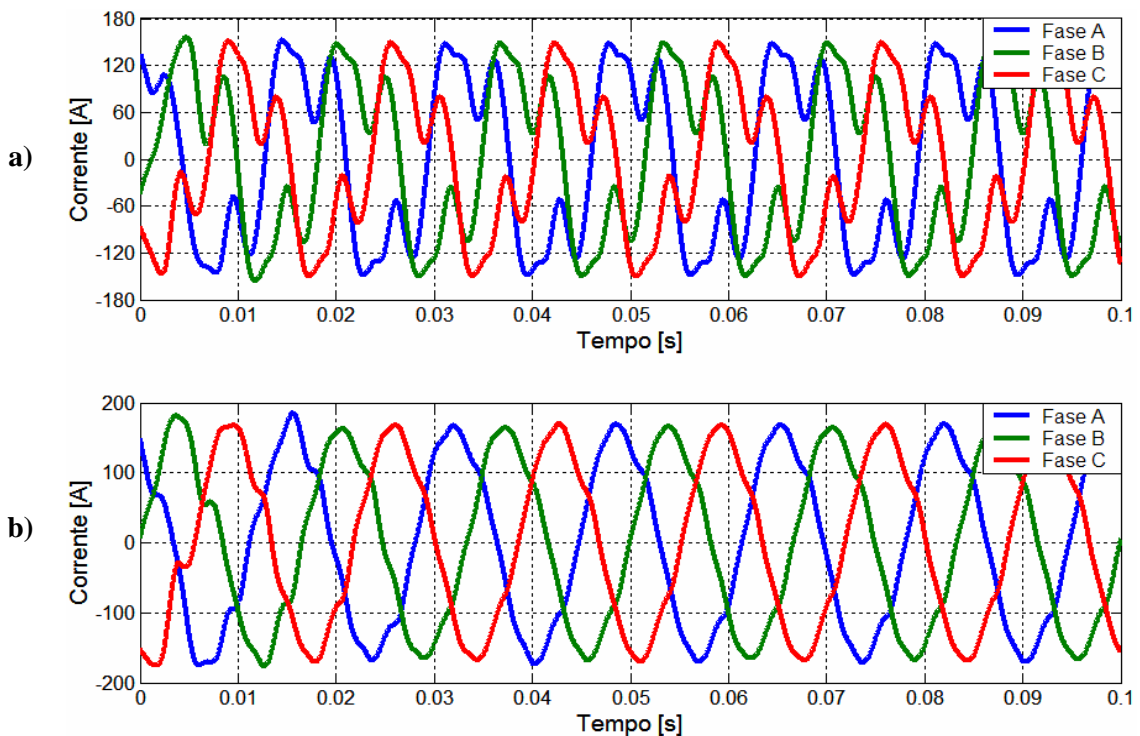 a)
Corrente [A]
180
120
60
0
-60
-120
-180
Fase A
Fase B
Fase C
0 0.01 0.02 0.03 0.04 0.05 0.06 0.07 0.08 0.09 0.1
Tempo [s]
b)
Corrente [A]
200
100
0
-100
-200
Fase A
Fase B
Fase C
0 0.01 0.02 0.03 0.04 0.05 0.06 0.07 0.08 0.09 0.1
Tempo [s]